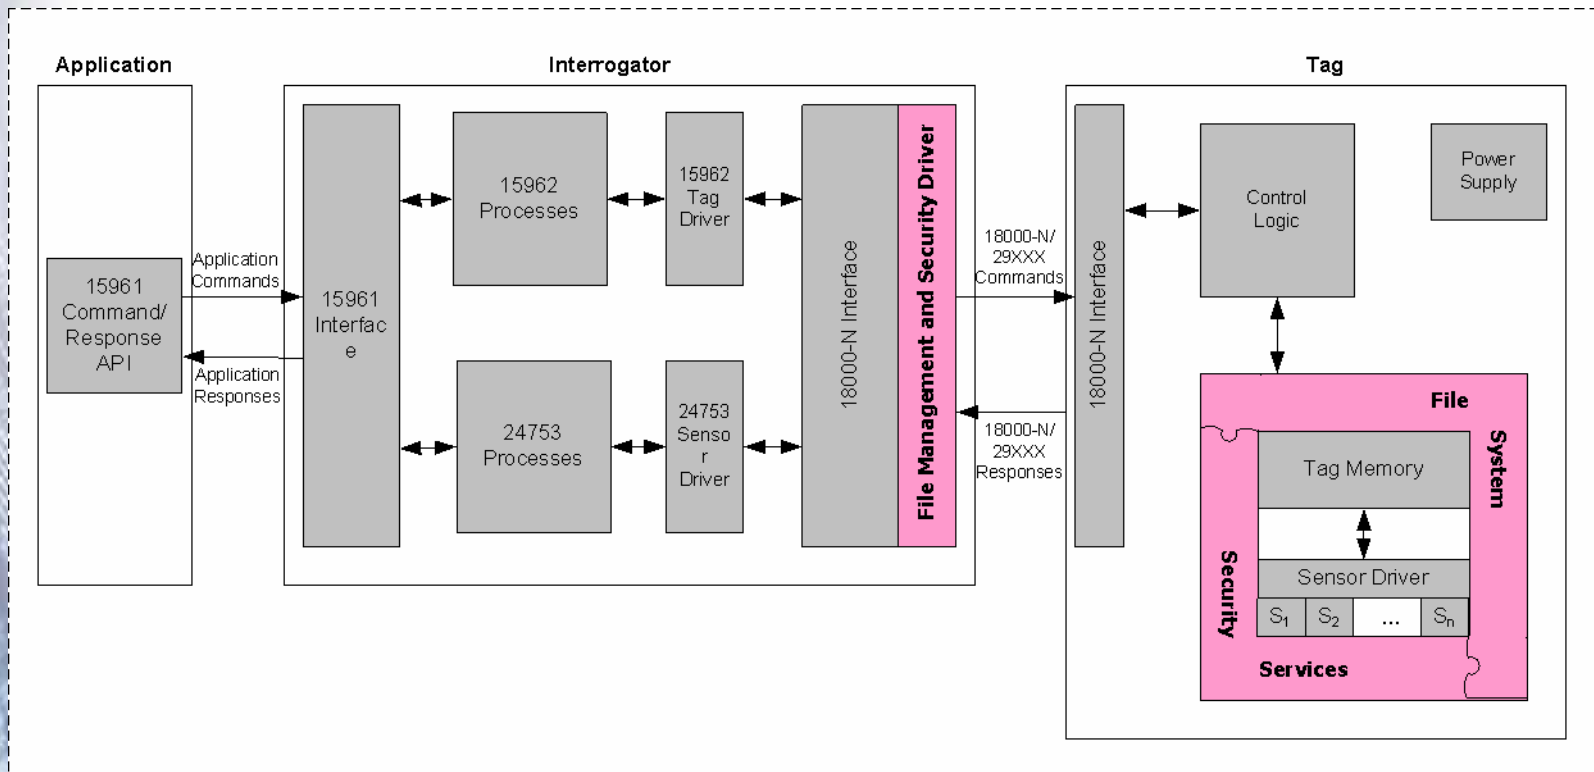 Application
Interrogator
Tag
15961
Command/
Response
API
Application
Commands
Application
Responses
15961
Interfac
e
15962
Processes
15962
Tag
Driver
24753
Processes
24753
Senso
r
Driver
18000-N Interface
File Management and Security Driver
18000-N/
29XXX
Commands
18000-N/
29XXX
Responses
18000-N Interface
Control
Logic
Power
Supply
File
System
Security
Services
Tag Memory
Sensor Driver
S1 S2 ... Sn